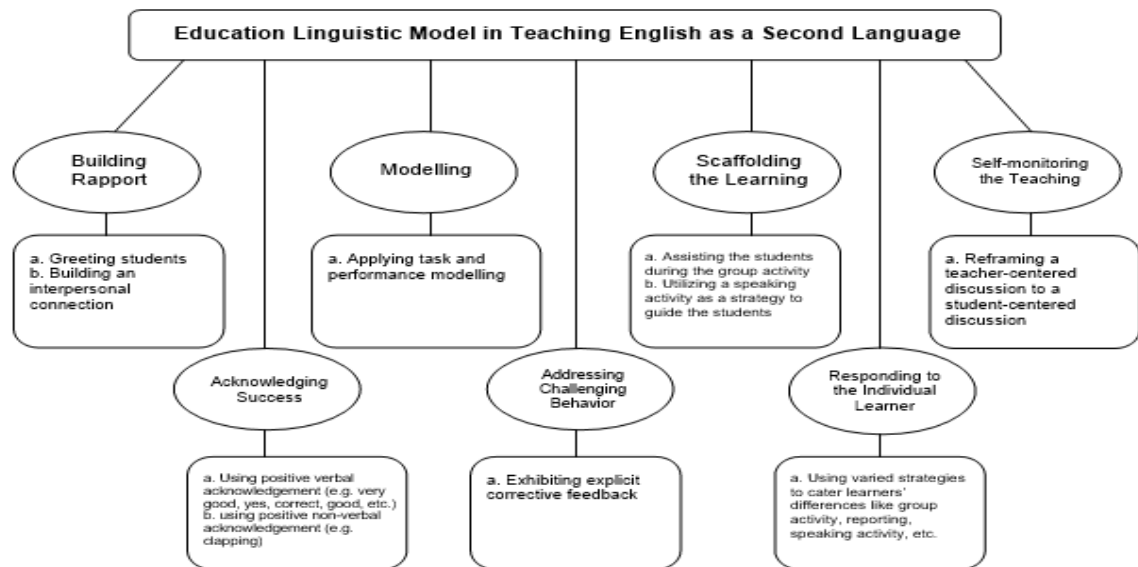 Education Linguistic Model in Teaching English as a Second Language
Building
Rapport
Modelling
Scaffolding
the Learning
Self-monitoring
the Teaching
a. Greeting students
b. Building an
interpersonal
connection
a. Applying task and
performance modelling
a. Assisting the students
during the group activity
b. Utilizing a speaking
activity as a strategy to
guide the students
a. Reframing a
teacher-centered
discussion to a
student-centered
discussion
Acknowledging
Success
Addressing
Challenging
Behavior
Responding to
the Individual
Learner
a. Using positive verbal
acknowledgement (e.g. very
good, yes, correct, good, etc.)
b. using positive non-verbal
acknowledgement (e.g.
clapping)
a. Exhibiting explicit
corrective feedback
a. Using varied strategies
to cater learners'
differences like group
activity, reporting,
speaking activity, etc.